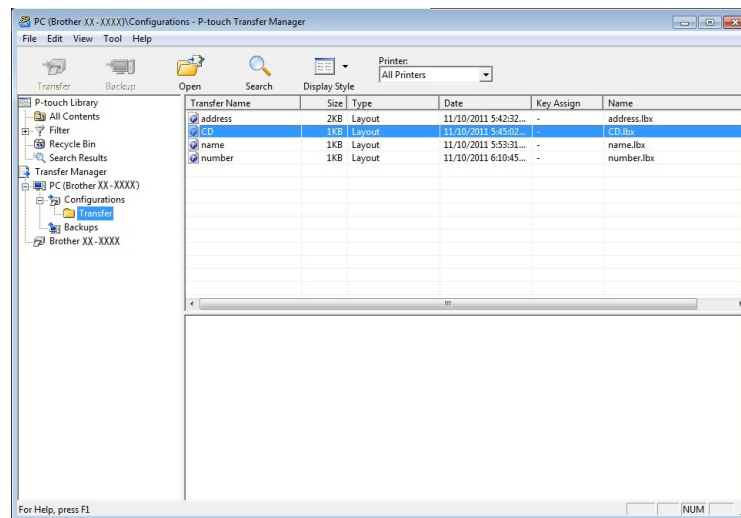 PC (Brother XX-XXXX)\Configurations - P-touch Transfer Manager
File Edit View Tool Help
Transfer Backup Open Search Display Style
Printer:
All Printers
P-touch Library
All Contents
Filter
Recycle Bin
Search Results
Transfer Manager
PC (Brother XX-XXXX)
Configurations
Transfer
Backups
Brother XX-XXXX
Transfer Name Size Type Date Key Assign Name
address 2KB Layout 11/10/2011 5:42:32... - address.lbx
CD 1KB Layout 11/10/2011 5:45:02... - CD.lbx
name 1KB Layout 11/10/2011 5:53:31... - name.lbx
number 1KB Layout 11/10/2011 6:10:45... - number.lbx
For Help, press F1
NUM